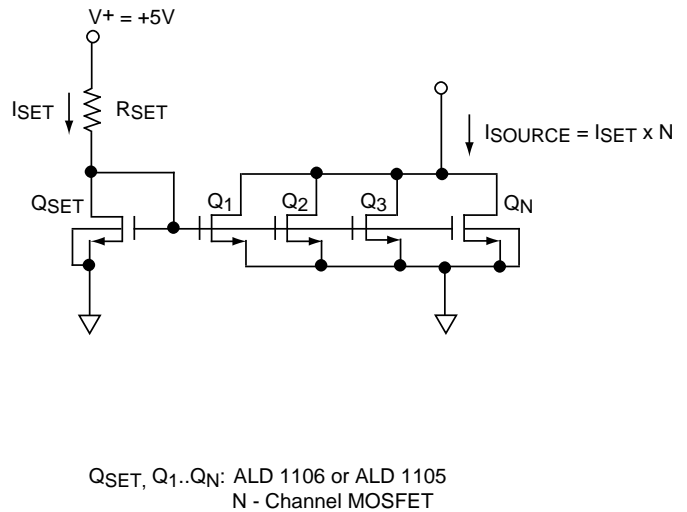 V+ = +5V
ISET
RSET
ISOURCE = ISET x N
QSET
Q1
Q2
Q3
QN
QSET, Q1..QN: ALD 1106 or ALD 1105
N - Channel MOSFET